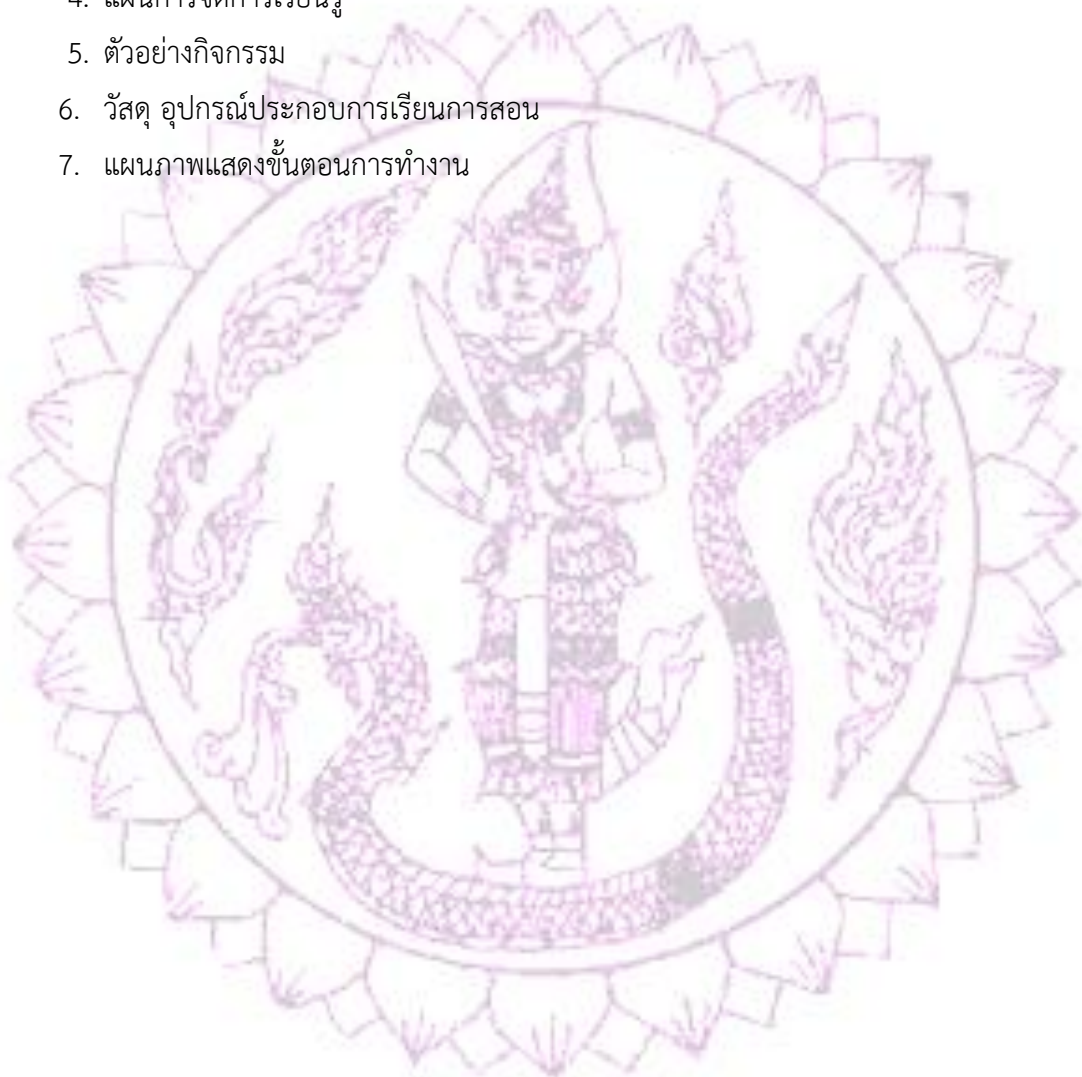 4. แผนการจัดการเรียนรู้
5. ตัวอย่างกิจกรรม
6. วัสดุ อุปกรณ์ประกอบการเรียนการสอน
7. แผนภาพแสดงขั้นตอนการทำงาน